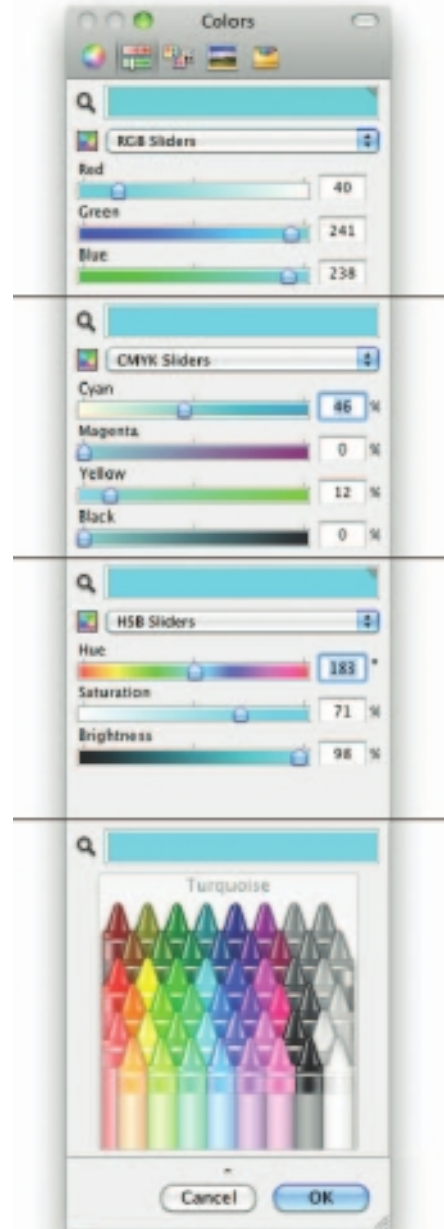 Colors
RGB Sliders
Red
40
Green
241
Blue
238
CMYK Sliders
Cyan
46 %
Magenta
0 %
Yellow
12 %
Black
0 %
HSB Sliders
Hue
183 °
Saturation
71 %
Brightness
98 %
Turquoise
Cancel OK